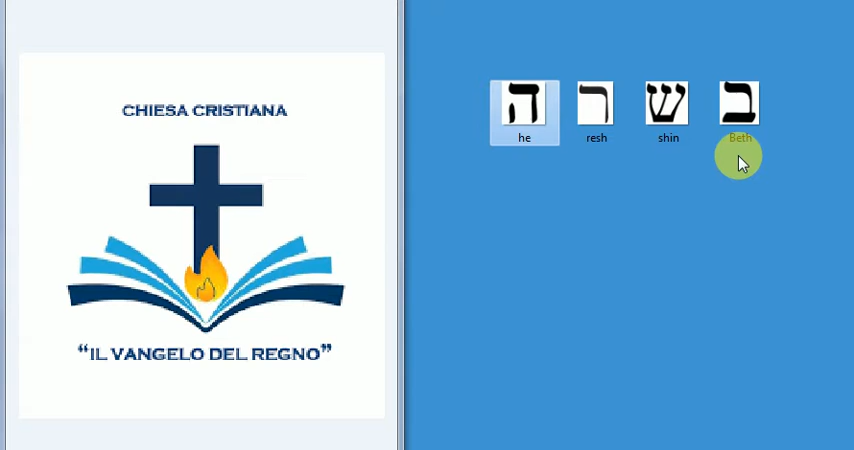 CHIESA CRISTIANA
“IL VANGELO DEL REGNO”
ה ר ש ב
he resh shin Beth